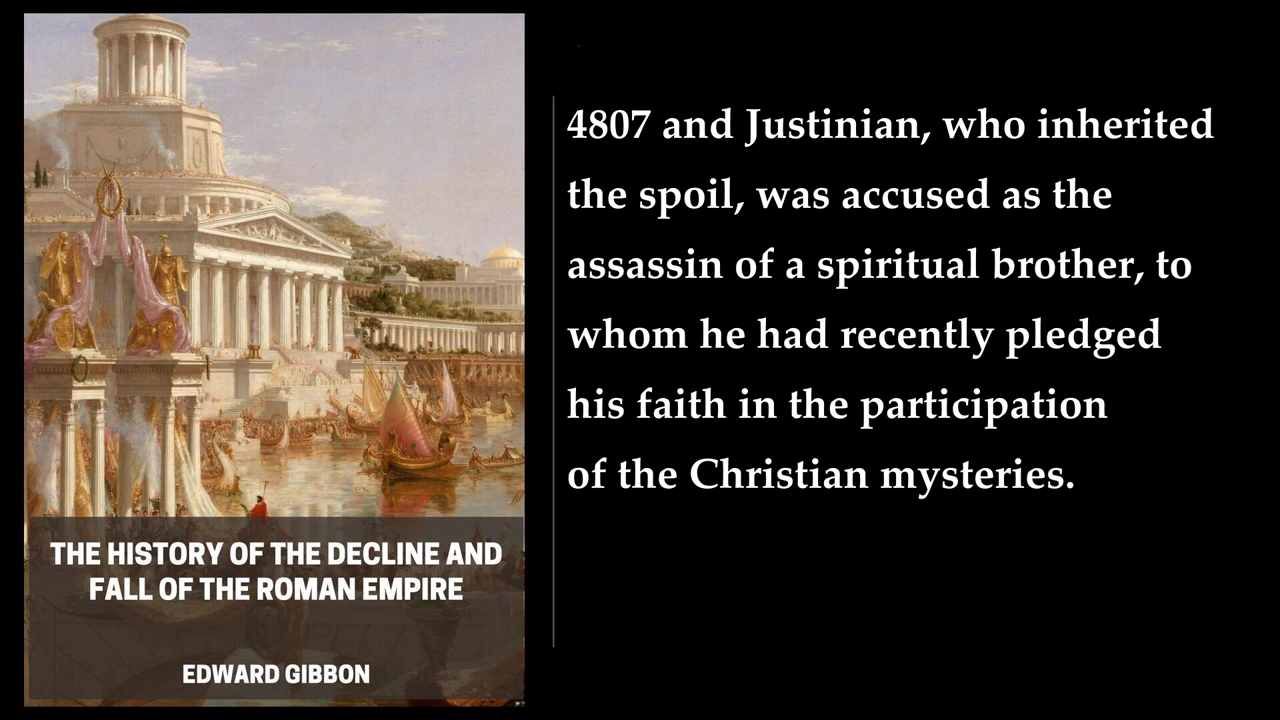 THE HISTORY OF THE DECLINE AND
FALL OF THE ROMAN EMPIRE
EDWARD GIBBON
4807 and Justinian, who inherited
the spoil, was accused as the
assassin of a spiritual brother, to
whom he had recently pledged
his faith in the participation
of the Christian mysteries.